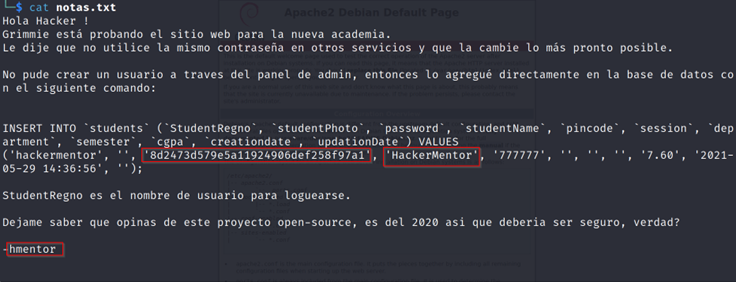 $ cat notas.txt
Hola Hacker !
Grimmie está probando el sitio web para la nueva academia.
Le dije que no utilice la mismo contraseña en otros servicios y que la cambie lo más pronto posible.
No pude crear un usuario a traves del panel de admin, entonces lo agregué directamente en la base de datos co
n el siguiente comando:
INSERT INTO `students` (`StudentRegno`, `studentPhoto`, `password`, `studentName`, `pincode`, `session`, `dep
artment`, `semester`, `cgpa`, `creationdate`, `updationDate`) VALUES
('hackermentor', '', '8d2473d579e5a11924906def258f97a1', 'HackerMentor', '777777', '', '', '', '7.60', '2021-
05-29 14:36:56', '');
StudentRegno es el nombre de usuario para loguearse.
Dejame saber que opinas de este proyecto open-source, es del 2020 asi que deberia ser seguro, verdad?
-hmentor
Apache2 Debian Default Page